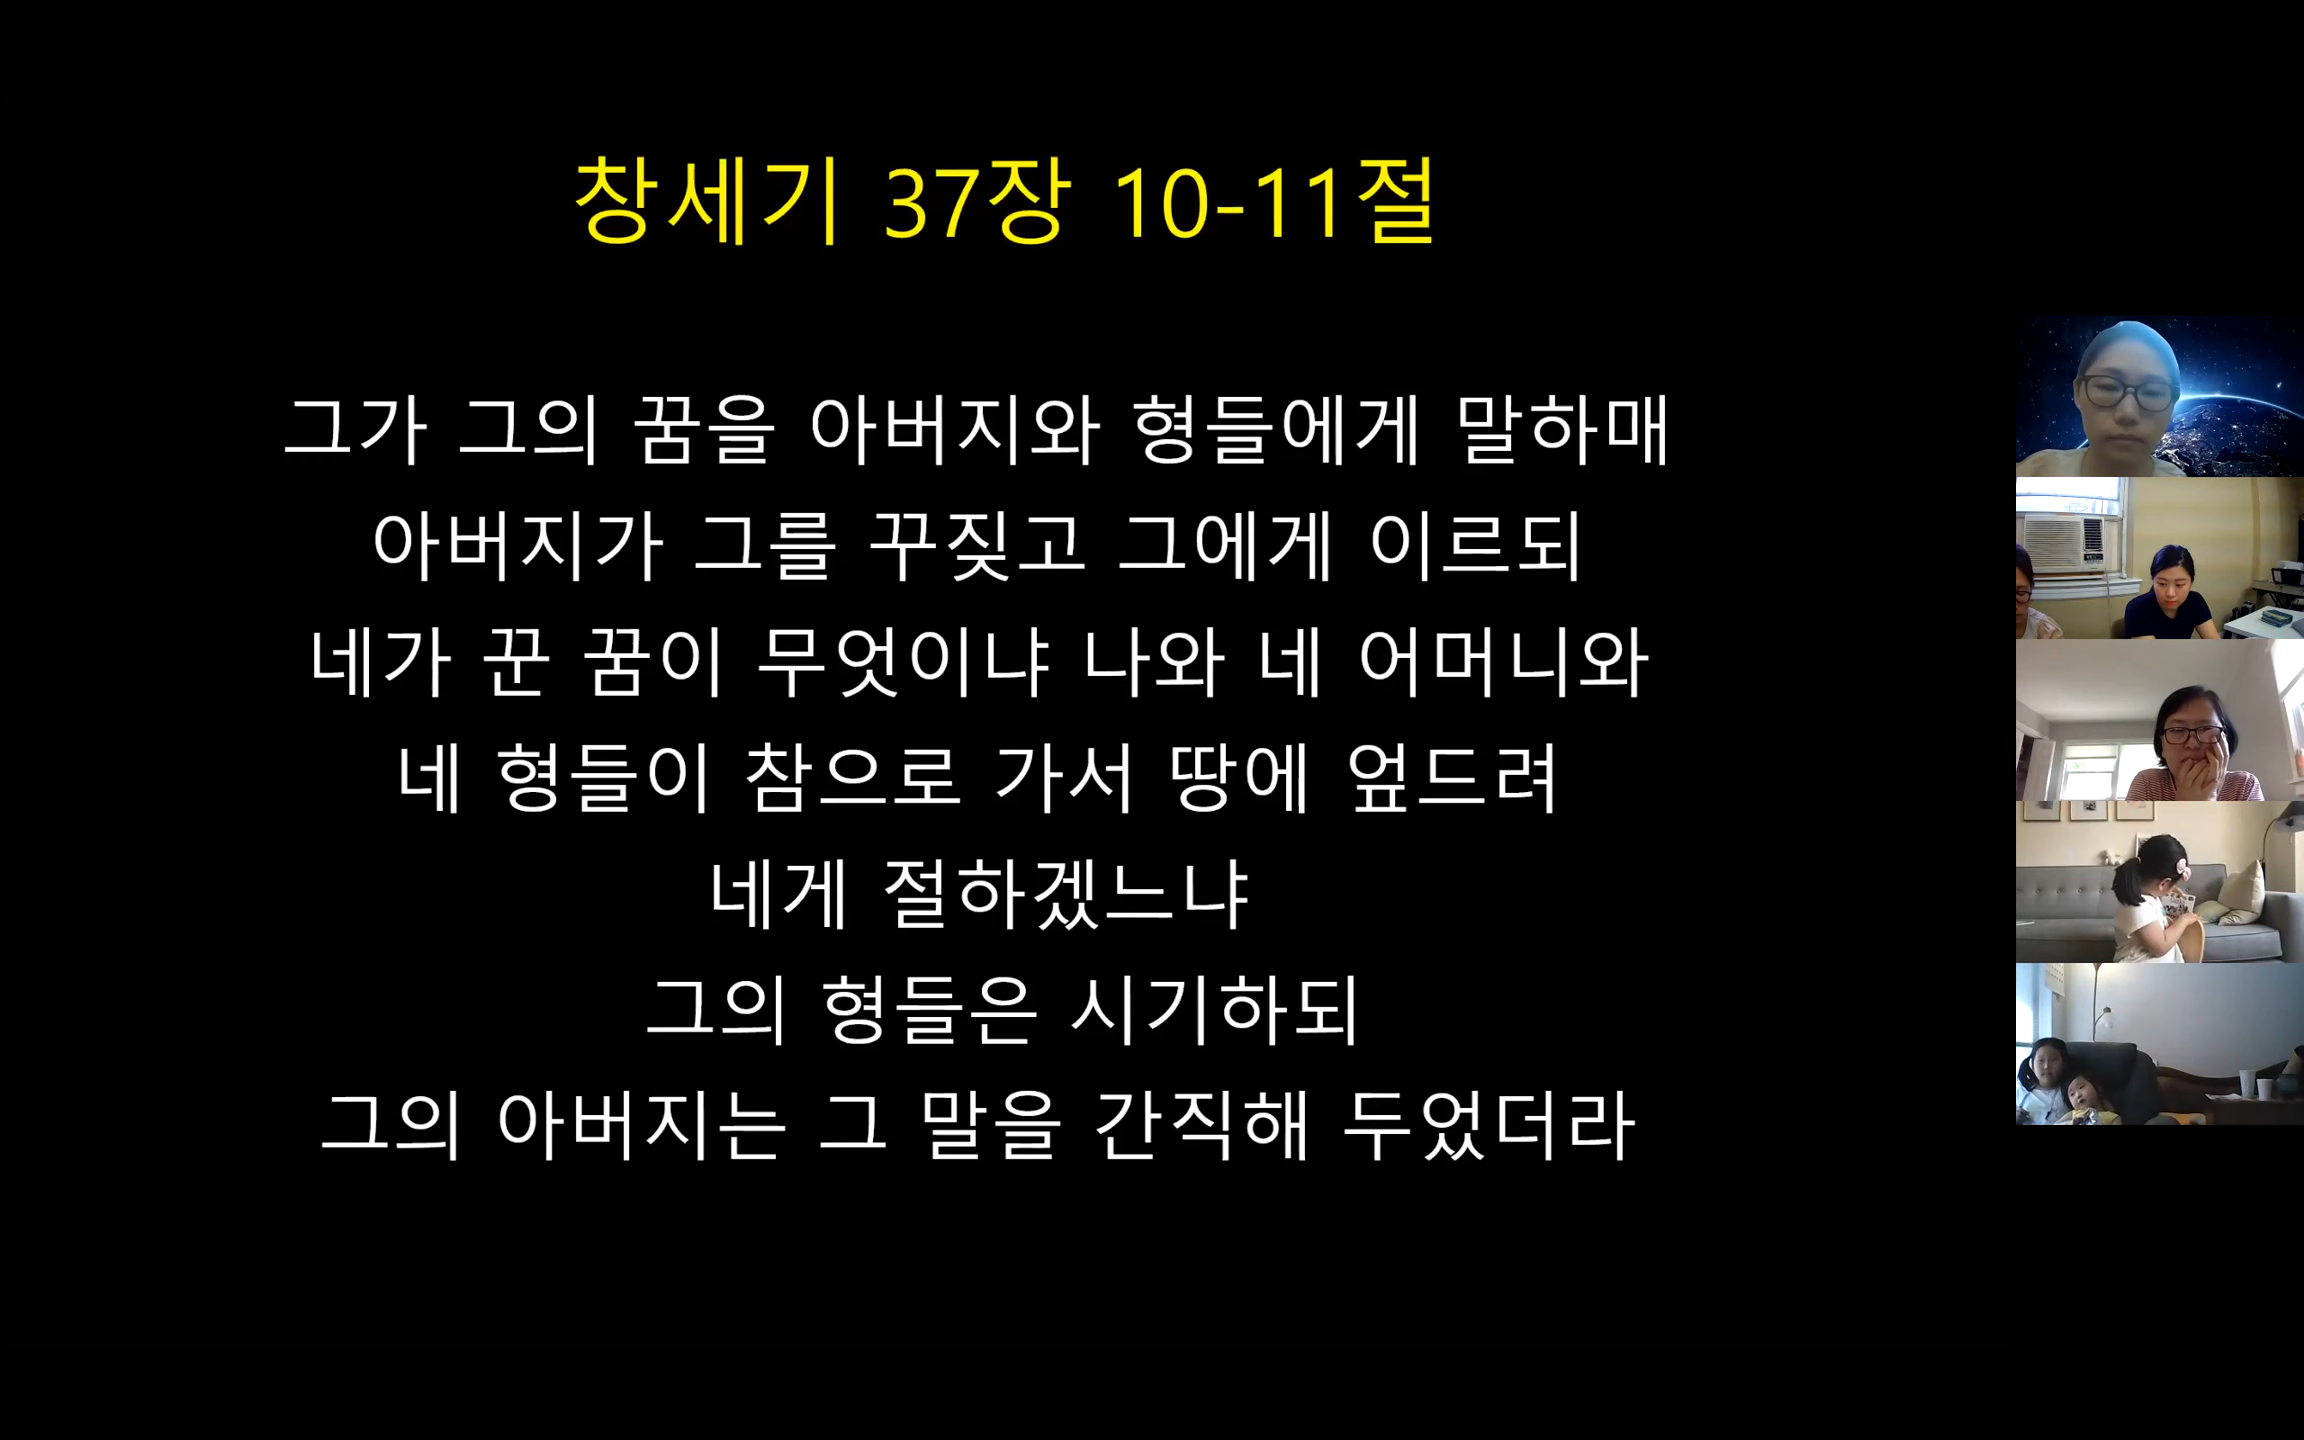 창세기 37장 10-11절
그가 그의 꿈을 아버지와 형들에게 말하매
아버지가 그를 꾸짖고 그에게 이르되
네가 꾼 꿈이 무엇이냐 나와 네 어머니와
네 형들이 참으로 가서 땅에 엎드려
네게 절하겠느냐
그의 형들은 시기하되
그의 아버지는 그 말을 간직해 두었더라